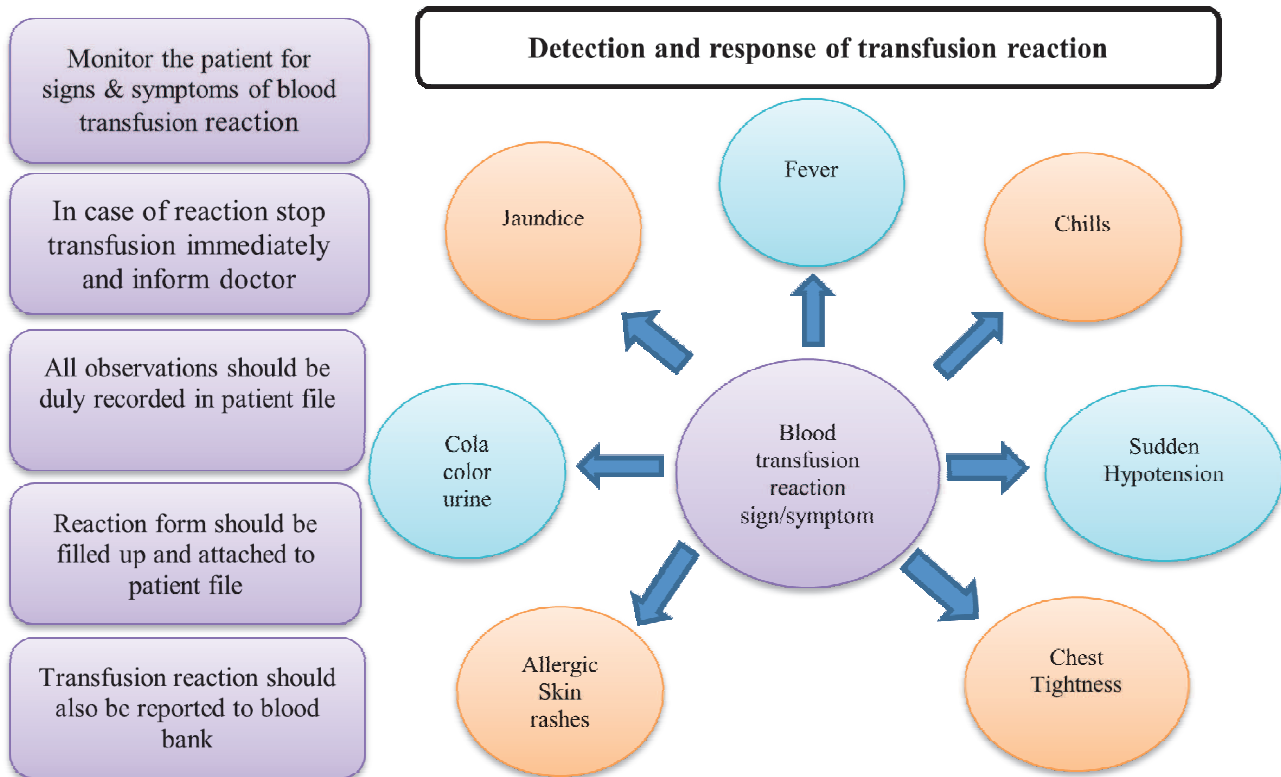 Detection and response of transfusion reaction
Monitor the patient for
signs & symptoms of blood
transfusion reaction
In case of reaction stop
transfusion immediately
and inform doctor
All observations should be
duly recorded in patient file
Reaction form should be
filled up and attached to
patient file
Transfusion reaction should
also be reported to blood
bank
Fever
Jaundice
Chills
Cola
color
urine
Blood
transfusion
reaction
sign/symptom
Sudden
Hypotension
Allergic
Skin
rashes
Chest
Tightness